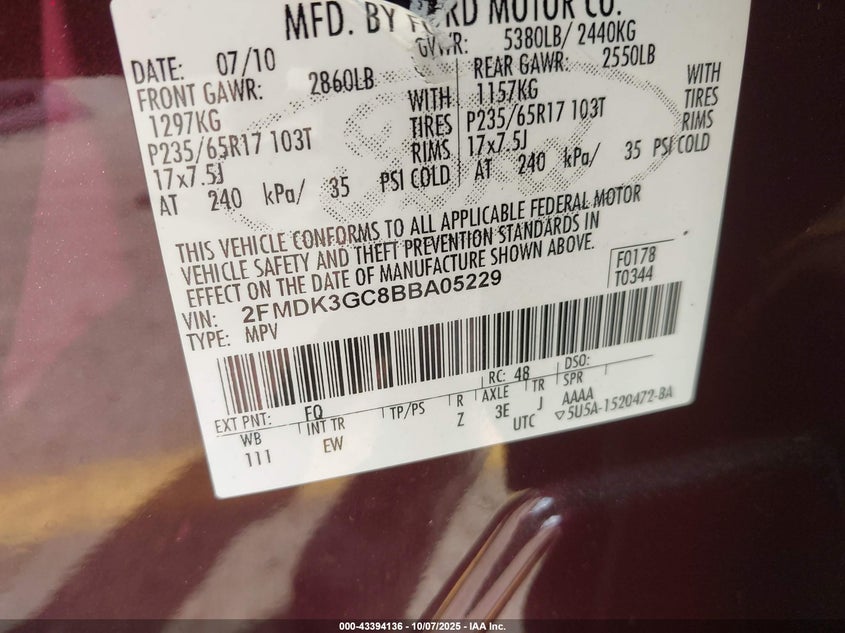 MFD. BY FORD MOTOR CO.
DATE: 07/10 GVWR: 5380LB/ 2440KG
FRONT GAWR: 2860LB REAR GAWR: 2550LB
1297KG WITH 1157KG WITH
P235/65R17 103T TIRES P235/65R17 103T TIRES
17x7.5J RIMS 17x7.5J RIMS
AT 240 kPa/ 35 PSI COLD AT 240 kPa/ 35 PSI COLD
THIS VEHICLE CONFORMS TO ALL APPLICABLE FEDERAL MOTOR
VEHICLE SAFETY AND THEFT PREVENTION STANDARDS IN
EFFECT ON THE DATE OF MANUFACTURE SHOWN ABOVE.
VIN: 2FMDK3GC8BBA05229 F0178
TYPE: MPV T0344
EXT PNT: FQ RC: 48 DSO:
WB INT TR TP/PS R AXLE TR SPR
111 EW Z 3E J AAAA
UTC ▽5U5A-1520472-BA
000-43394136 - 10/07/2025 - IAA Inc.